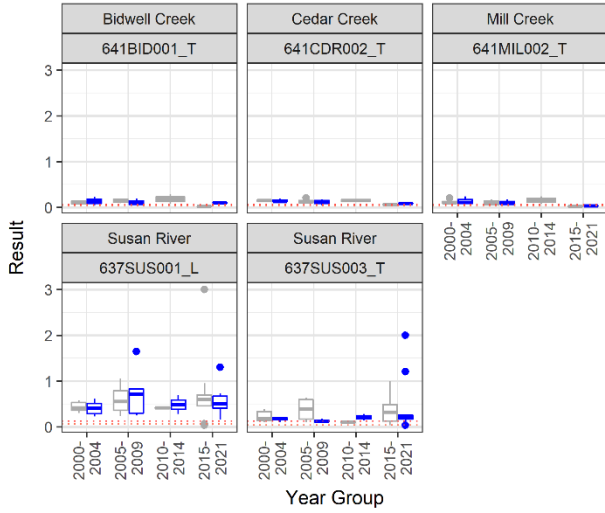 Bidwell Creek
Cedar Creek
Mill Creek
641BID001_T
641CDR002_T
641MIL002_T
3
2
1
0
Susan River
Susan River
637SUS001_L
637SUS003_T
2000-
2004
2005-
2009
2010-
2014
2015-
2021
3
2
1
0
2000-
2004
2005-
2009
2010-
2014
2015-
2021
2000-
2004
2005-
2009
2010-
2014
2015-
2021
Result
Year Group